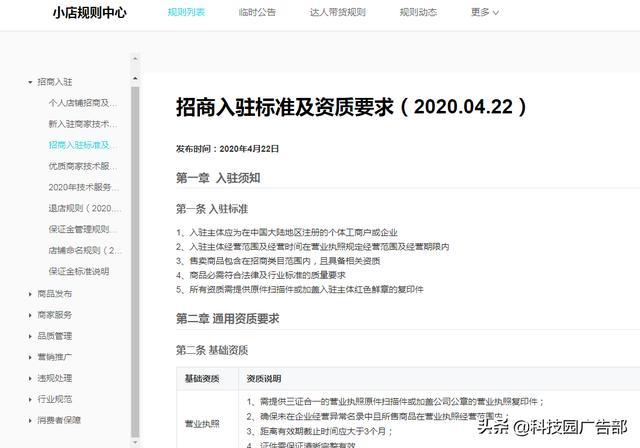 小店规则中心
规则列表 临时公告 达人带货规则 规则动态 更多
招商入驻
个人店铺招商及...
新入驻商家技术...
招商入驻标准及...
优质商家技术服...
2020年技术服务...
退店规则（2020....
保证金管理规则...
店铺命名规则（2...
保证金标准说明
商品发布
商家服务
品质管理
营销推广
违规处理
行业规范
消费者保障
招商入驻标准及资质要求（2020.04.22）
发布时间：2020年4月22日
第一章 入驻须知
第一条 入驻标准
1、入驻主体应为在中国大陆地区注册的个体工商户或企业
2、入驻主体经营范围及经营时间在营业执照规定经营范围及经营期限内
3、售卖商品包含在招商类目范围内，且具备相关资质
4、商品必需符合法律及行业标准的质量要求
5、所有资质需提供原件扫描件或加盖入驻主体红色鲜章的复印件
第二章 通用资质要求
第二条 基础资质
基础资质 资质说明
营业执照
1、需提供三证合一的营业执照原件扫描件或加盖公司公章的营业执照复印件；
2、确保未在企业经营异常名录中且所售商品在营业执照经营范围内；
3、距离有效期截止时间应大于3个月；
4、证件需保证清晰完整有效
头条 @科技园广告部